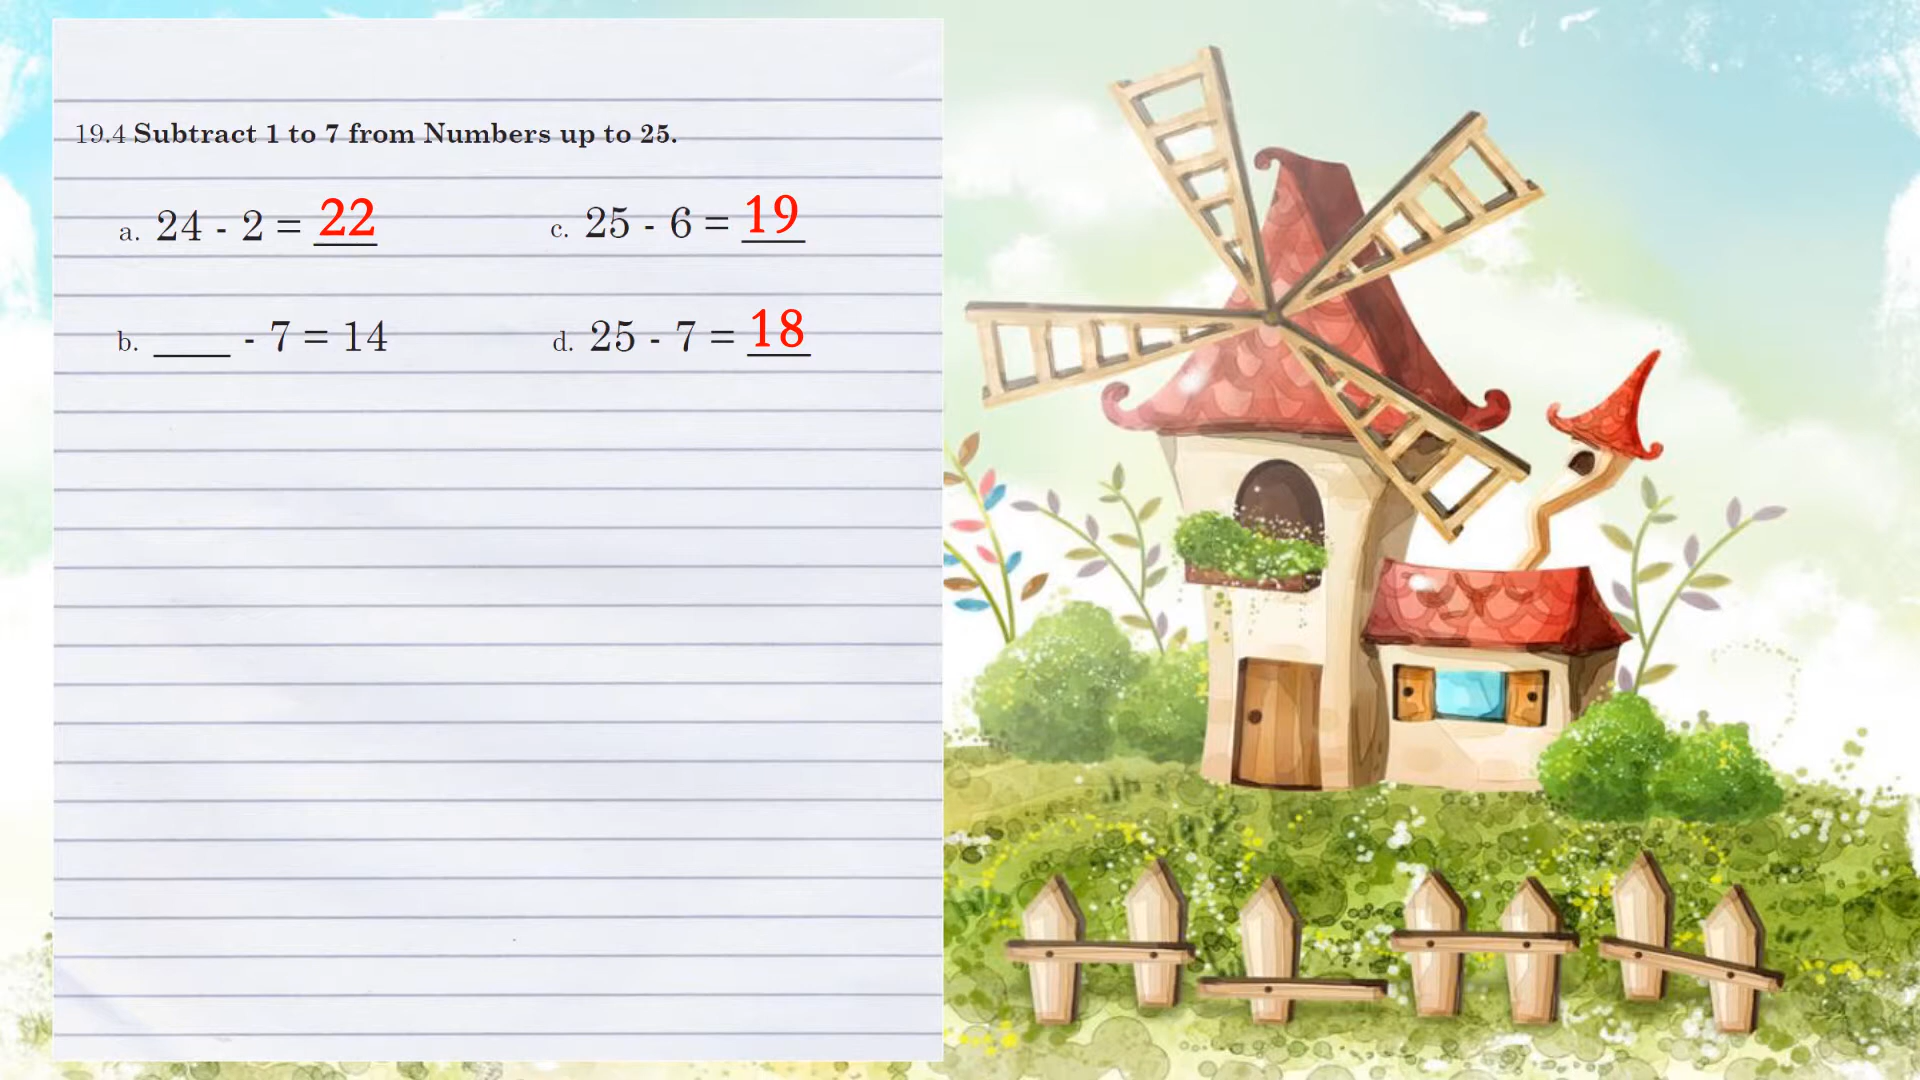 19.4 Subtract 1 to 7 from Numbers up to 25.
a. 24 - 2 = 22
c. 25 - 6 = 19
b. ____ - 7 = 14
d. 25 - 7 = 18